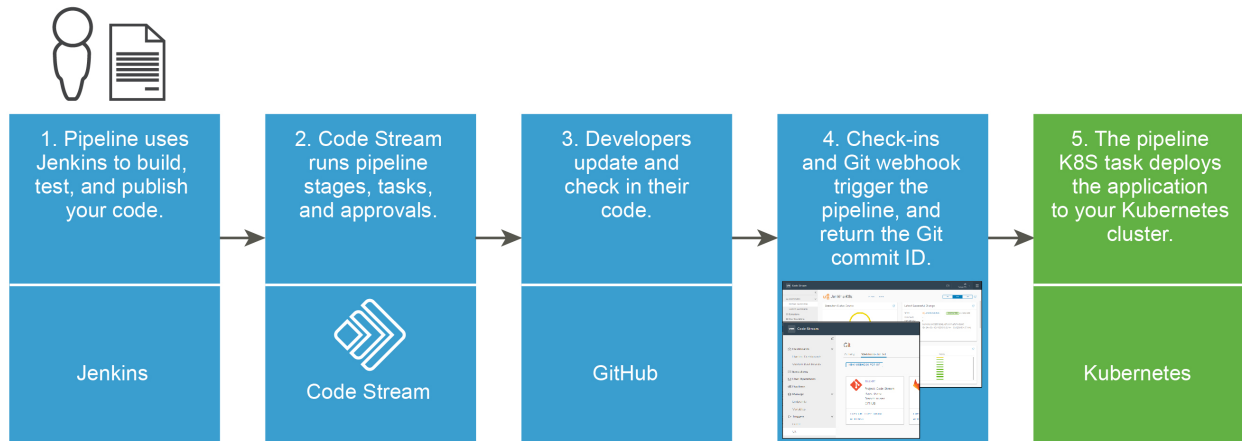 1. Pipeline uses
Jenkins to build,
test, and publish
your code.
Jenkins
2. Code Stream
runs pipeline
stages, tasks,
and approvals.
Code Stream
3. Developers
update and
check in their
code.
GitHub
4. Check-ins
and Git webhook
trigger the
pipeline, and
return the Git
commit ID.
Code Stream
Code Stream
Git
5. The pipeline
K8S task deploys
the application
to your Kubernetes
cluster.
Kubernetes